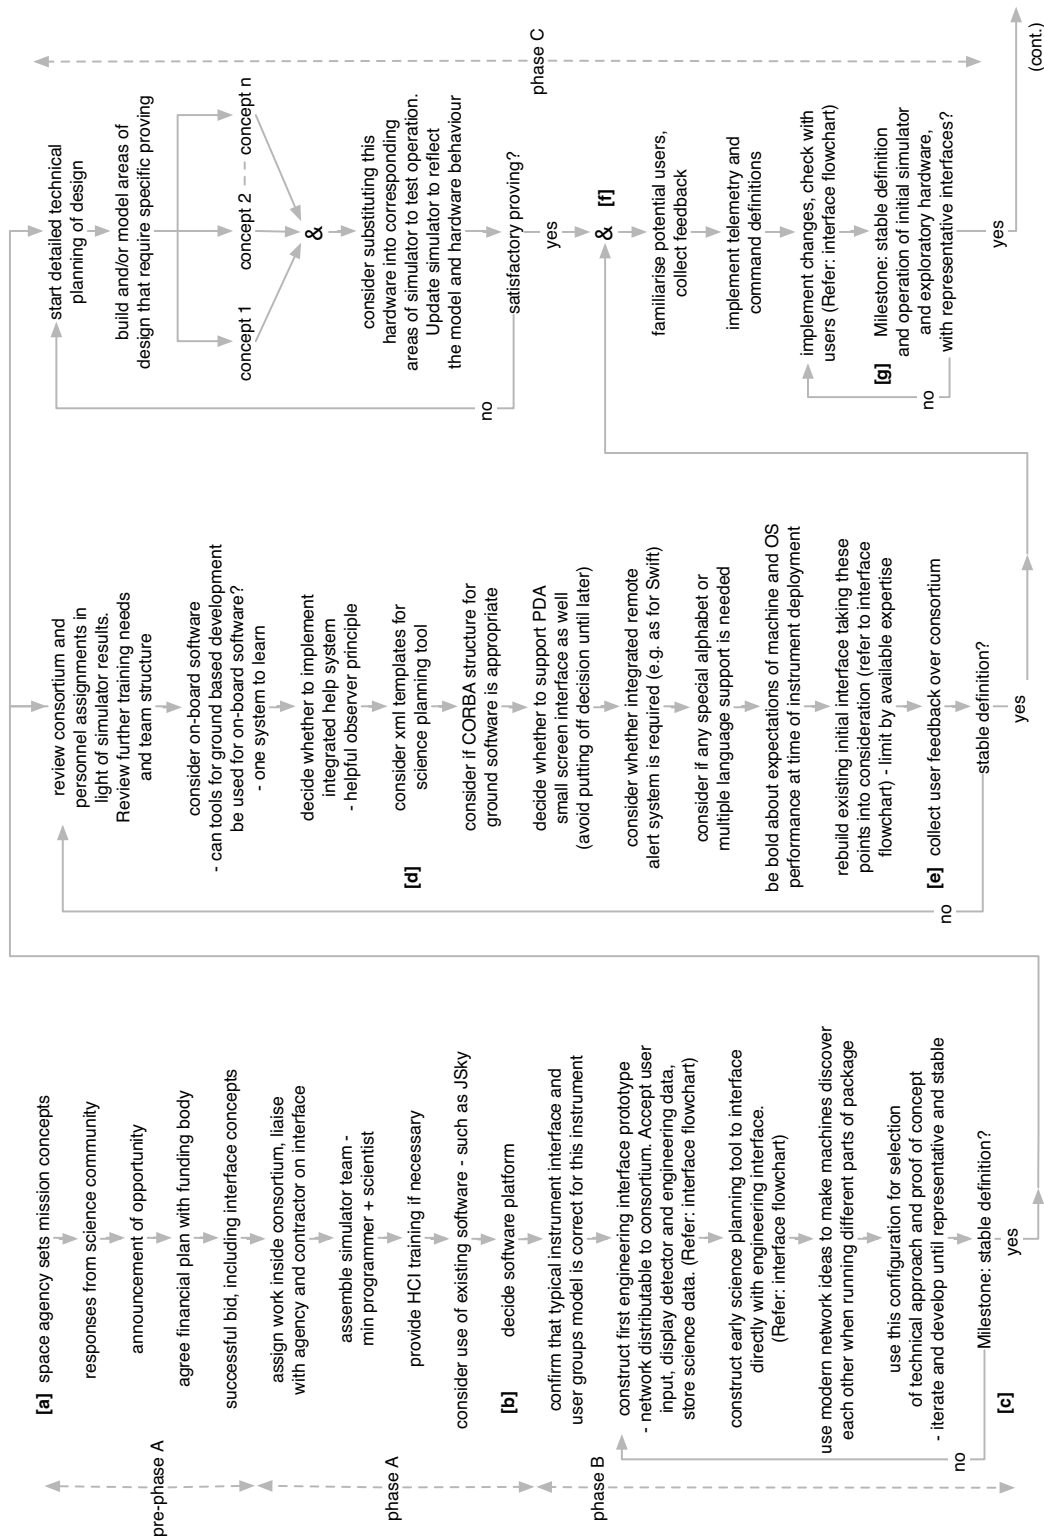 pre-phase A
phase A
phase B
[a] space agency sets mission concepts
responses from science community
announcement of opportunity
agree financial plan with funding body
successful bid, including interface concepts
assign work inside consortium, liaise
with agency and contractor on interface
assemble simulator team -
min programmer + scientist
provide HCI training if necessary
consider use of existing software - such as JSky
[b] decide software platform
confirm that typical instrument interface and
user groups model is correct for this instrument
construct first engineering interface prototype
- network distributable to consortium. Accept user
input, display detector and engineering data,
store science data. (Refer: interface flowchart)
construct early science planning tool to interface
directly with engineering interface.
(Refer: interface flowchart)
use modern network ideas to make machines discover
each other when running different parts of package
use this configuration for selection
of technical approach and proof of concept
- iterate and develop until representative and stable
Milestone: stable definition?
no
[c]
yes
review consortium and
personnel assignments in
light of simulator results.
Review further training needs
and team structure
consider on-board software
- can tools for ground based development
be used for on-board software?
- one system to learn
decide whether to implement
integrated help system
- helpful observer principle
consider xml templates for
science planning tool
[d]
consider if CORBA structure for
ground software is appropriate
decide whether to support PDA
small screen interface as well
(avoid putting off decision until later)
consider whether integrated remote
alert system is required (e.g. as for Swift)
consider if any special alphabet or
multiple language support is needed
be bold about expectations of machine and OS
performance at time of instrument deployment
rebuild existing initial interface taking these
points into consideration (refer to interface
flowchart) - limit by available expertise
[e] collect user feedback over consortium
stable definition?
no
yes
start detailed technical
planning of design
build and/or model areas of
design that require specific proving
concept 1
concept 2
concept n
&
consider substituting this
hardware into corresponding
areas of simulator to test operation.
Update simulator to reflect
the model and hardware behaviour
satisfactory proving?
no
yes
& [f]
familiarise potential users,
collect feedback
implement telemetry and
command definitions
implement changes, check with
users (Refer: interface flowchart)
[g] Milestone: stable definition
and operation of initial simulator
and exploratory hardware,
with representative interfaces?
no
yes
phase C
(cont.)